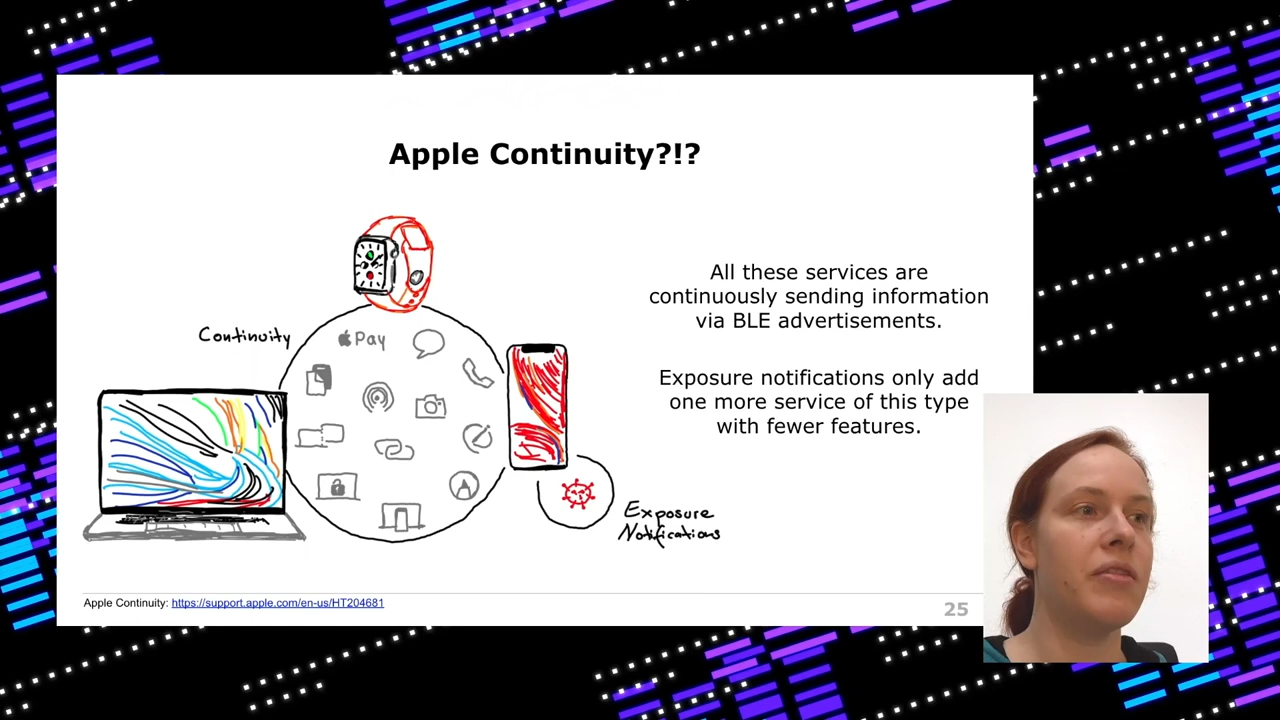 Apple Continuity?!?
Continuity
Pay
All these services are
continuously sending information
via BLE advertisements.
Exposure notifications only add
one more service of this type
with fewer features.
Exposure
Notifications
Apple Continuity: https://support.apple.com/en-us/HT204681
25